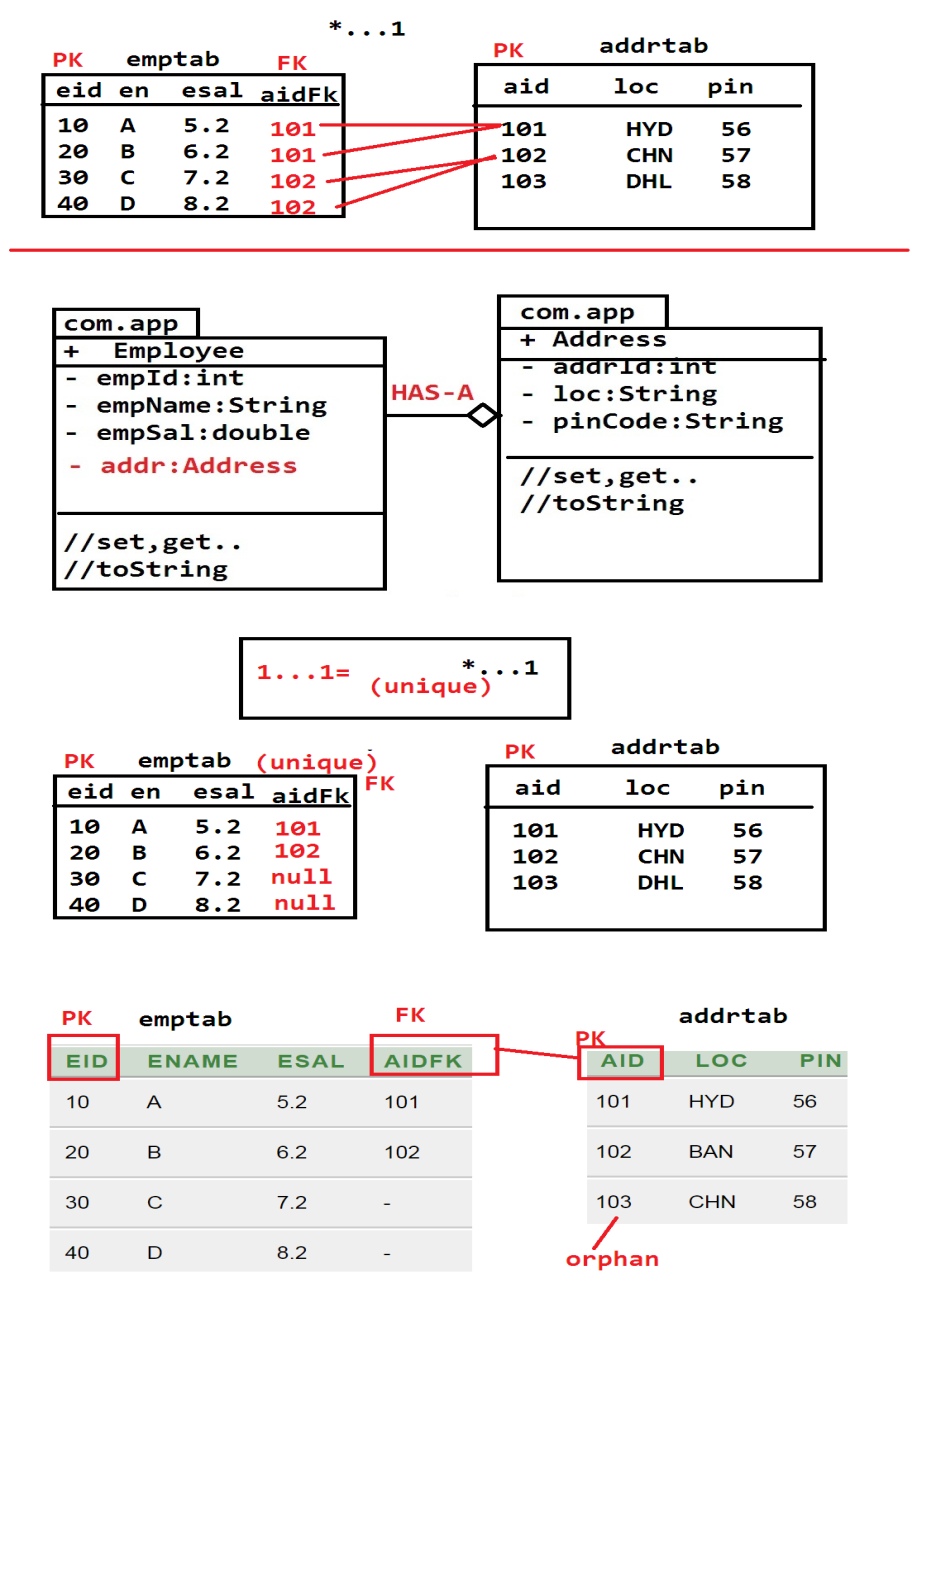 *...1
PK emptab FK
eid en esal aidFk
10 A 5.2 101
20 B 6.2 101
30 C 7.2 102
40 D 8.2 102
PK addrtab
aid loc pin
101 HYD 56
102 CHN 57
103 DHL 58
com.app
+ Employee
- empId:int
- empName:String
- empSal:double
- addr:Address
//set,get..
//toString
HAS-A
com.app
+ Address
- addrId:int
- loc:String
- pinCode:String
//set,get..
//toString
1...1= *...1
(unique)
PK emptab (unique)
FK
eid en esal aidFk
10 A 5.2 101
20 B 6.2 102
30 C 7.2 null
40 D 8.2 null
PK addrtab
aid loc pin
101 HYD 56
102 CHN 57
103 DHL 58
PK emptab FK
EID ENAME ESAL AIDFK
10 A 5.2 101
20 B 6.2 102
30 C 7.2 -
40 D 8.2 -
addrtab
PK
AID LOC PIN
101 HYD 56
102 BAN 57
103 CHN 58
orphan